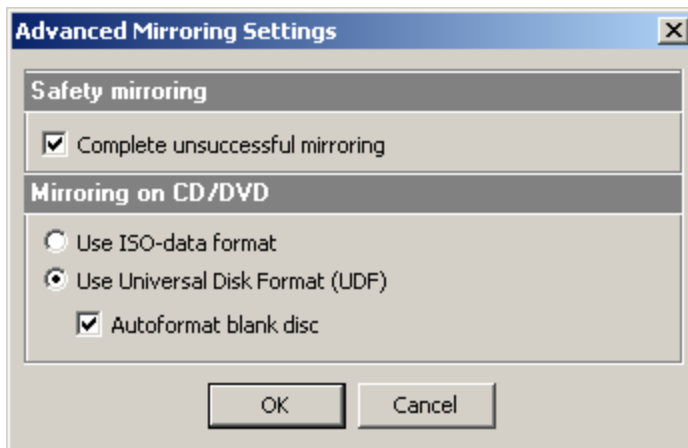 Advanced Mirroring Settings
Safety mirroring
Complete unsuccessful mirroring
Mirroring on CD/DVD
Use ISO-data format
Use Universal Disk Format (UDF)
Autoformat blank disc
OK
Cancel